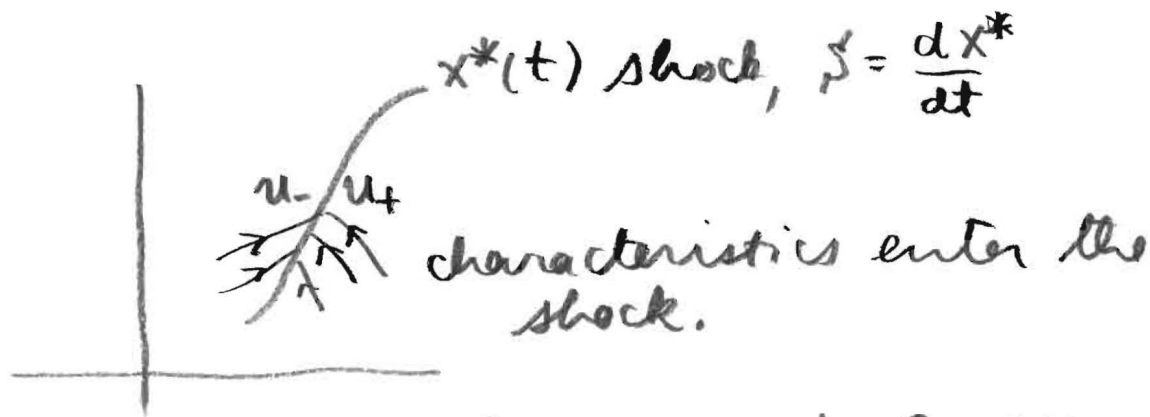 x*(t) shock, S = dx*/dt
u- u+
characteristics enter the
shock.